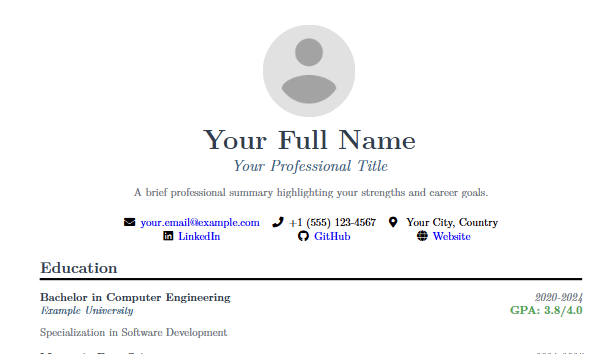 Your Full Name
Your Professional Title
A brief professional summary highlighting your strengths and career goals.
your.email@example.com +1 (555) 123-4567 Your City, Country
LinkedIn GitHub Website
Education
Bachelor in Computer Engineering 2020-2024
Example University GPA: 3.8/4.0
Specialization in Software Development